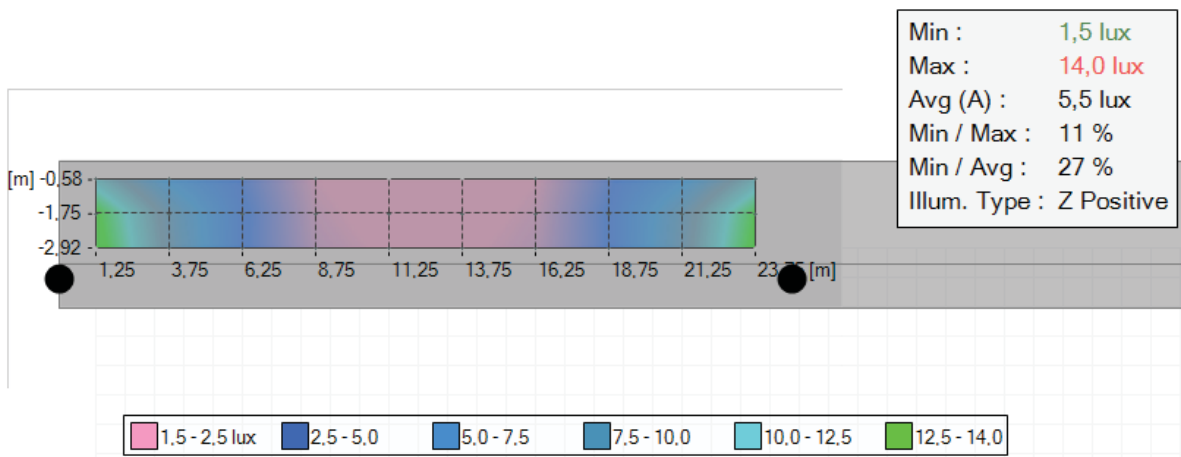 Min : 1,5 lux
Max : 14,0 lux
Avg (A) : 5,5 lux
Min / Max : 11 %
Min / Avg : 27 %
Illum. Type : Z Positive
[m] -0,58
-1,75
-2,92
1,25 3,75 6,25 8,75 11,25 13,75 16,25 18,75 21,25 23,75 [m]
1,5 - 2,5 lux 2,5 - 5,0 5,0 - 7,5 7,5 - 10,0 10,0 - 12,5 12,5 - 14,0